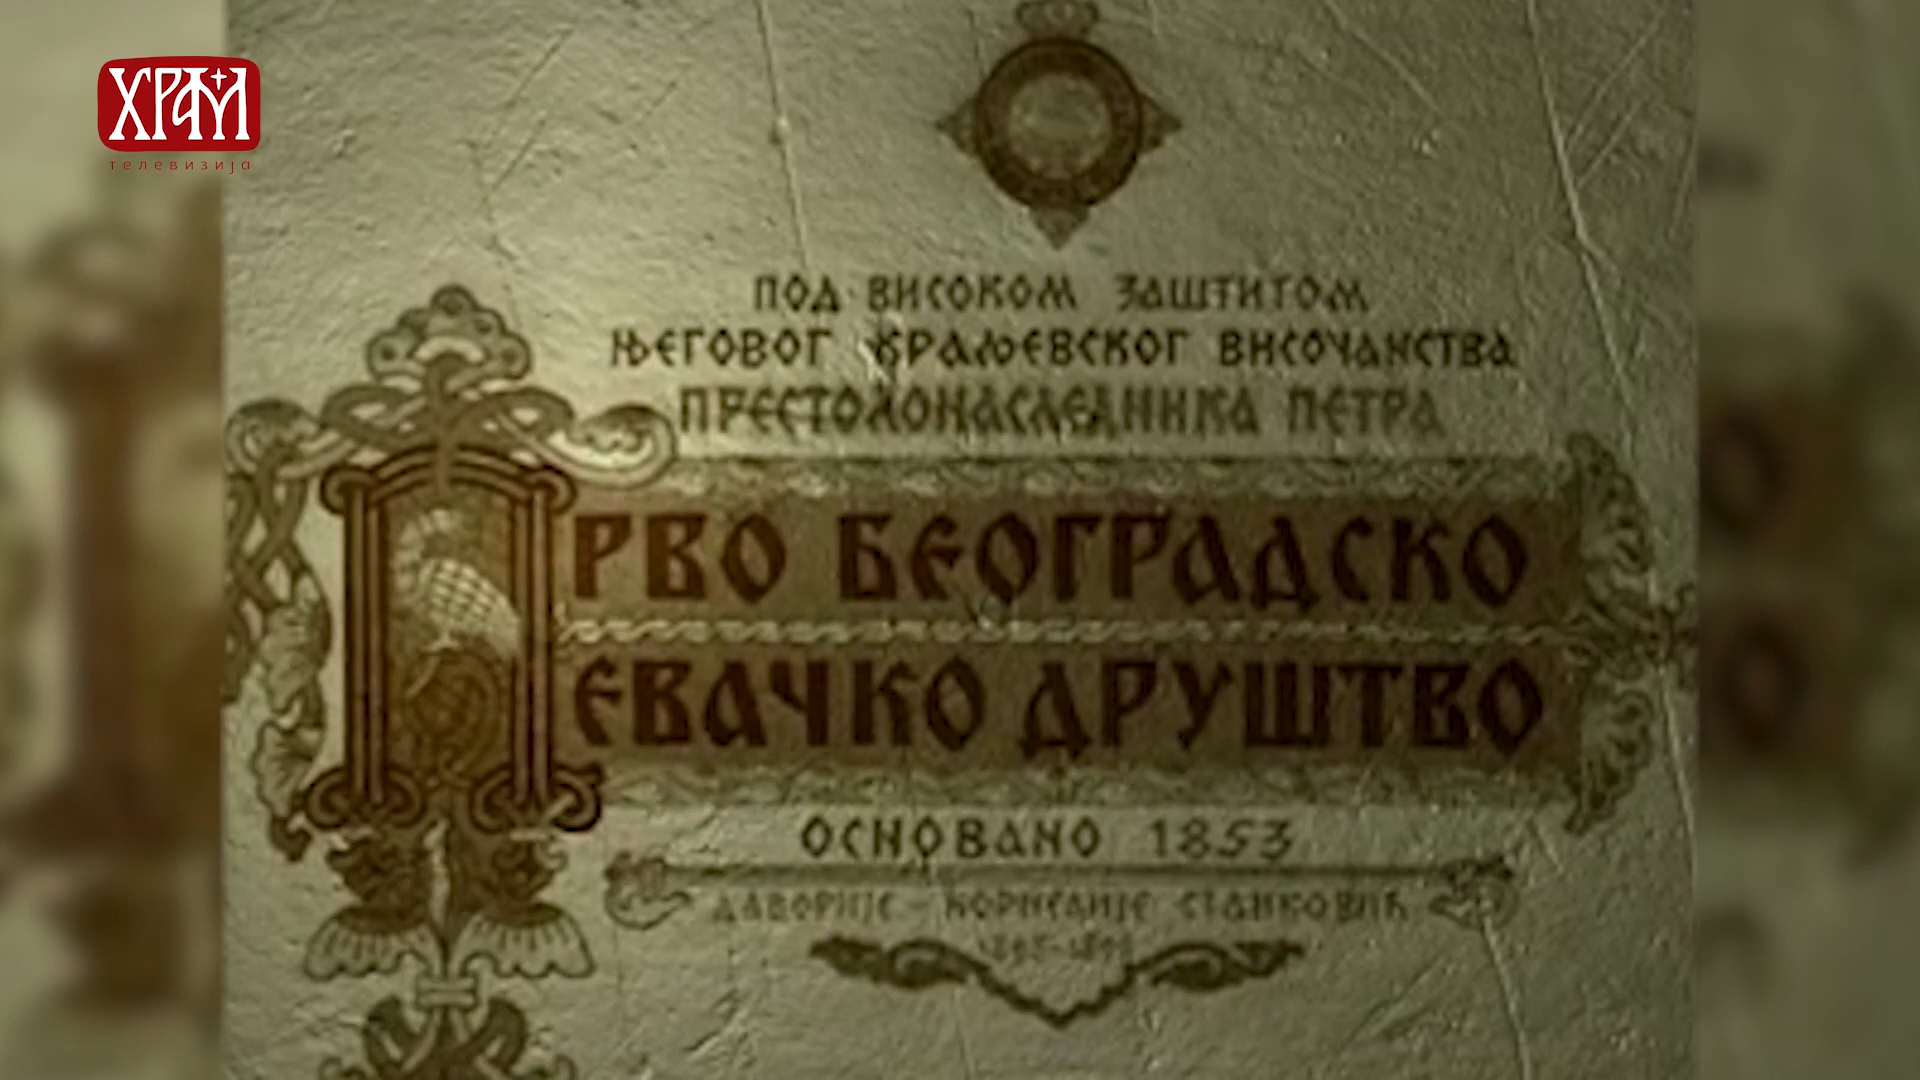 ХРАМ
телевизија
ПОД ВИСОКОМ ЗАШТИТОМ
ЊЕГОВОГ КРАЉЕВСКОГ ВИСОЧАНСТВА
ПРЕСТОЛОНАСЛЕДНИКА ПЕТРА
ПРВО БЕОГРАДСКО
ПЕВАЧКО ДРУШТВО
ОСНОВАНО 1853
ДАВОРИЈЕ - КОРНЕЛИЈЕ СТАНКОВИЋ